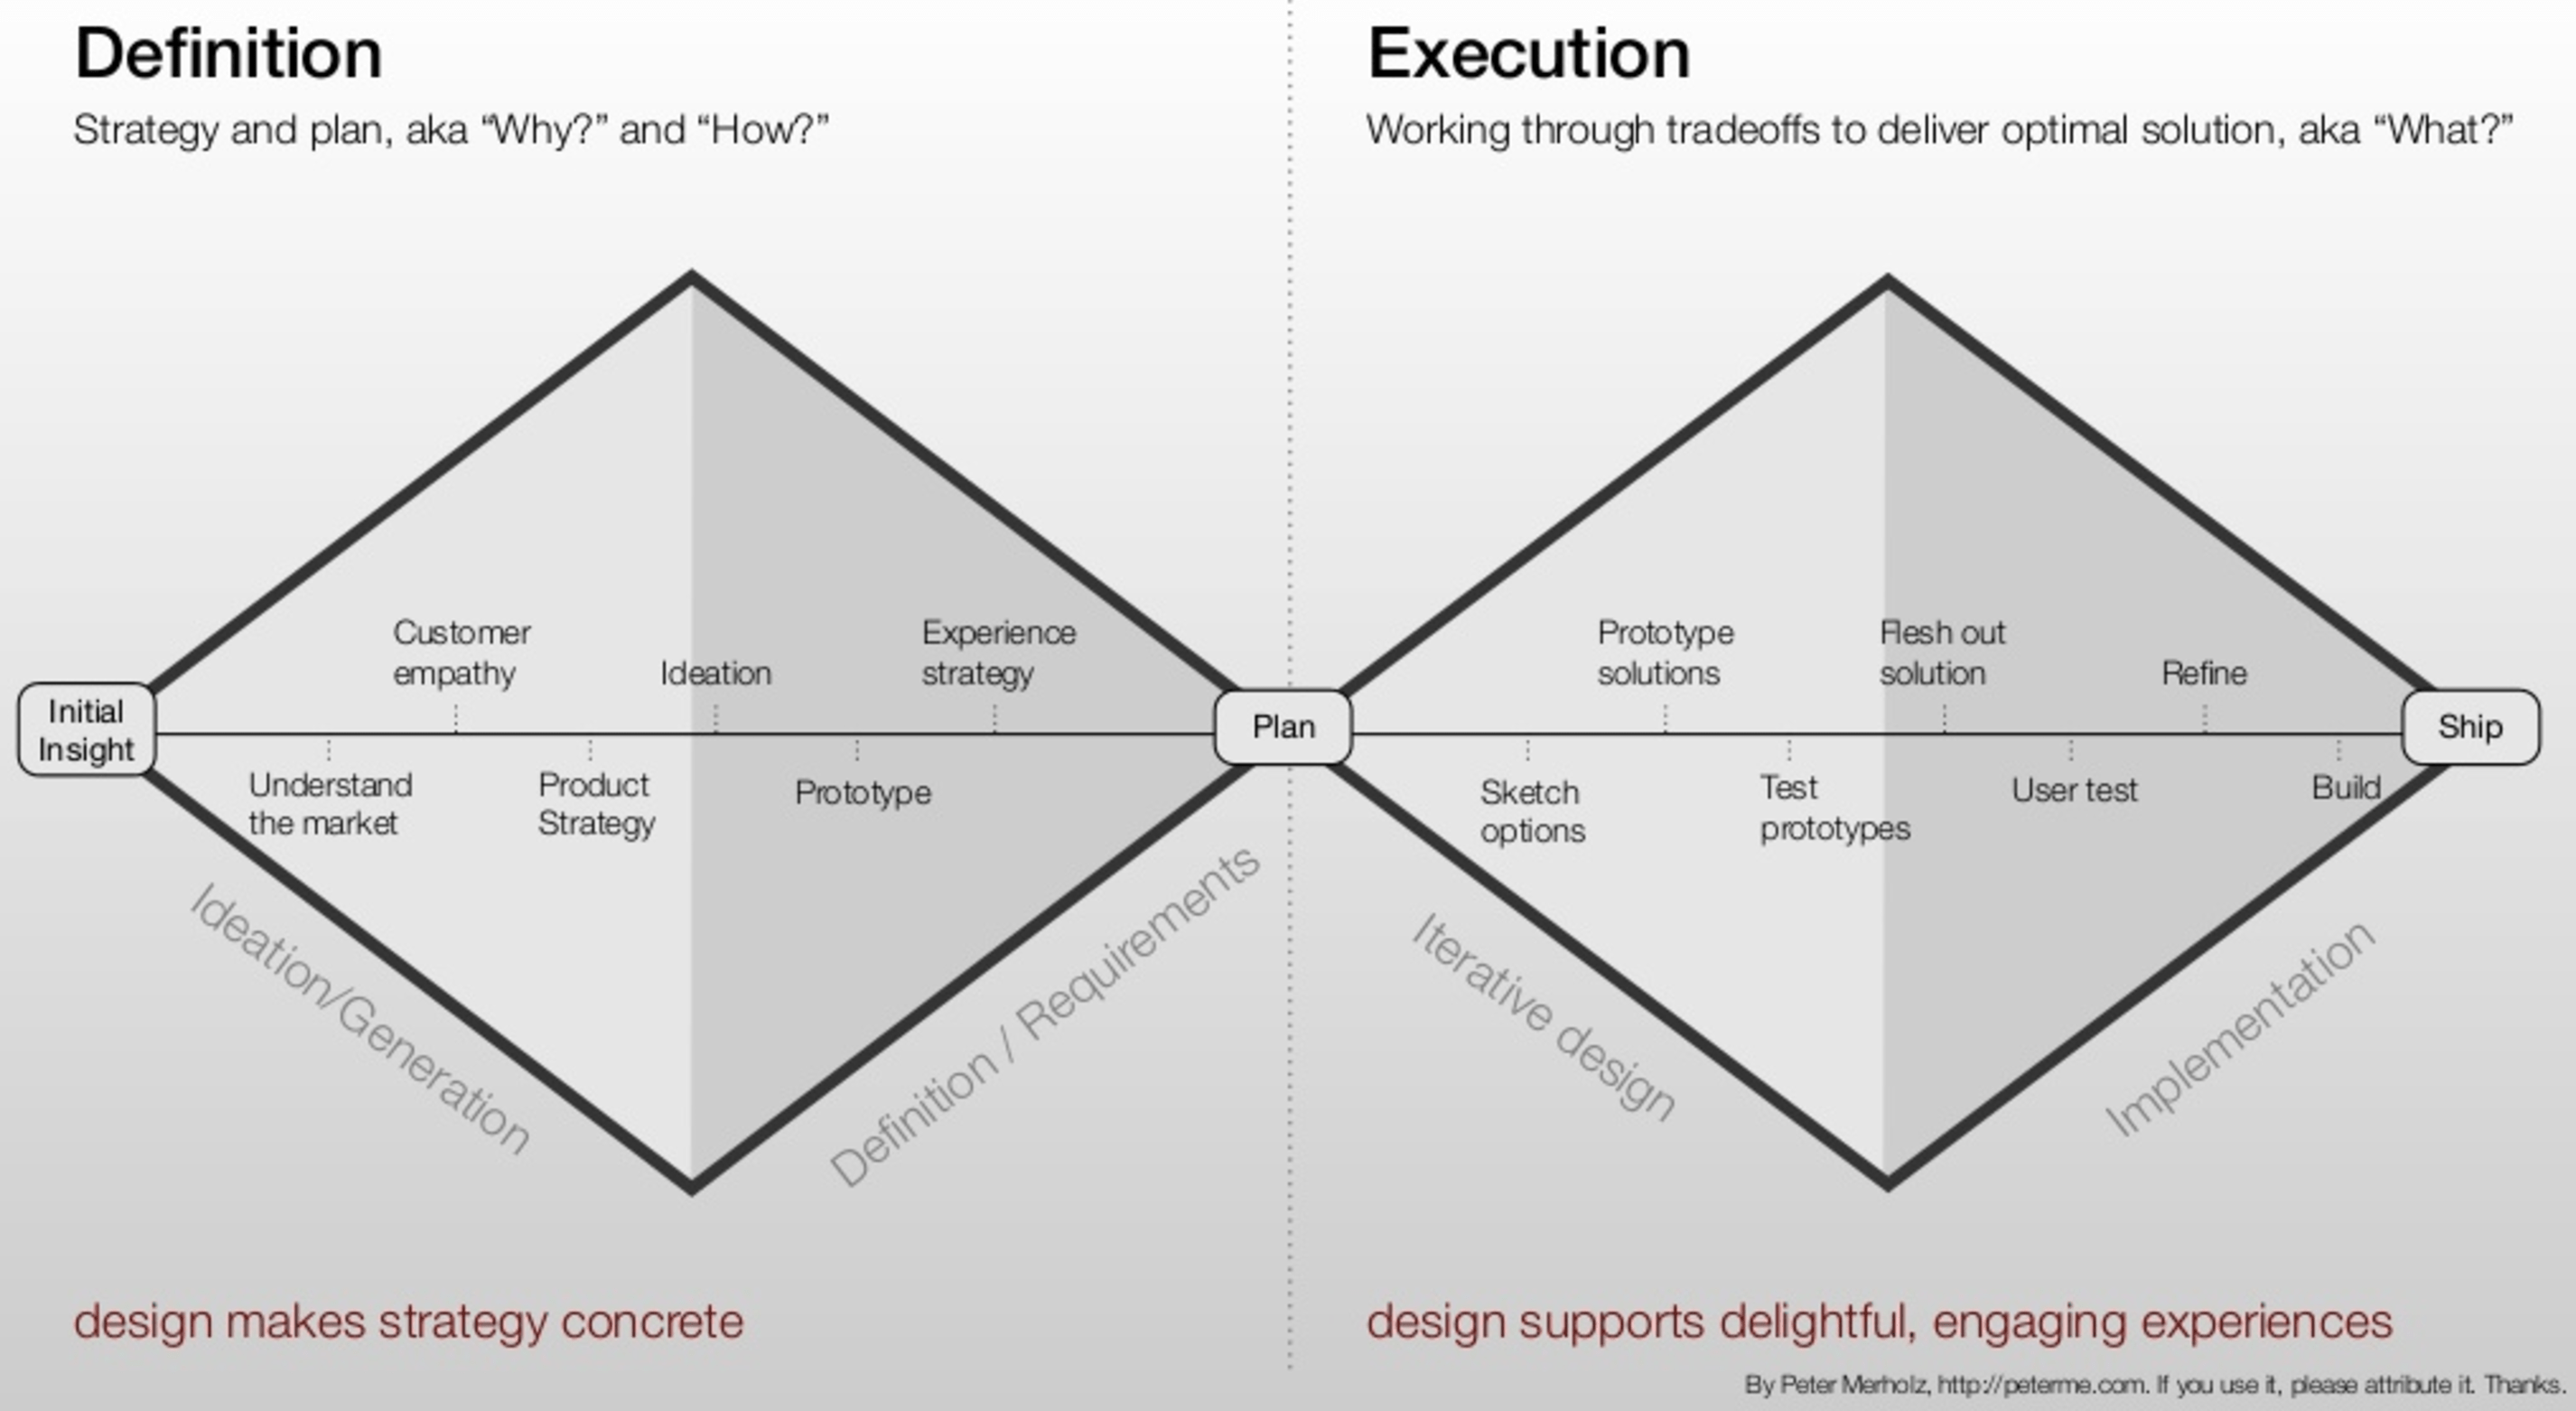 Definition
Strategy and plan, aka “Why?” and “How?”
Execution
Working through tradeoffs to deliver optimal solution, aka “What?”
Initial
Insight
Understand
the market
Customer
empathy
Product
Strategy
Ideation
Prototype
Experience
strategy
Plan
Sketch
options
Prototype
solutions
Test
prototypes
Flesh out
solution
User test
Refine
Build
Ship
Ideation/Generation
Definition / Requirements
Iterative design
Implementation
design makes strategy concrete
design supports delightful, engaging experiences
By Peter Merholz, http://peterme.com. If you use it, please attribute it. Thanks.